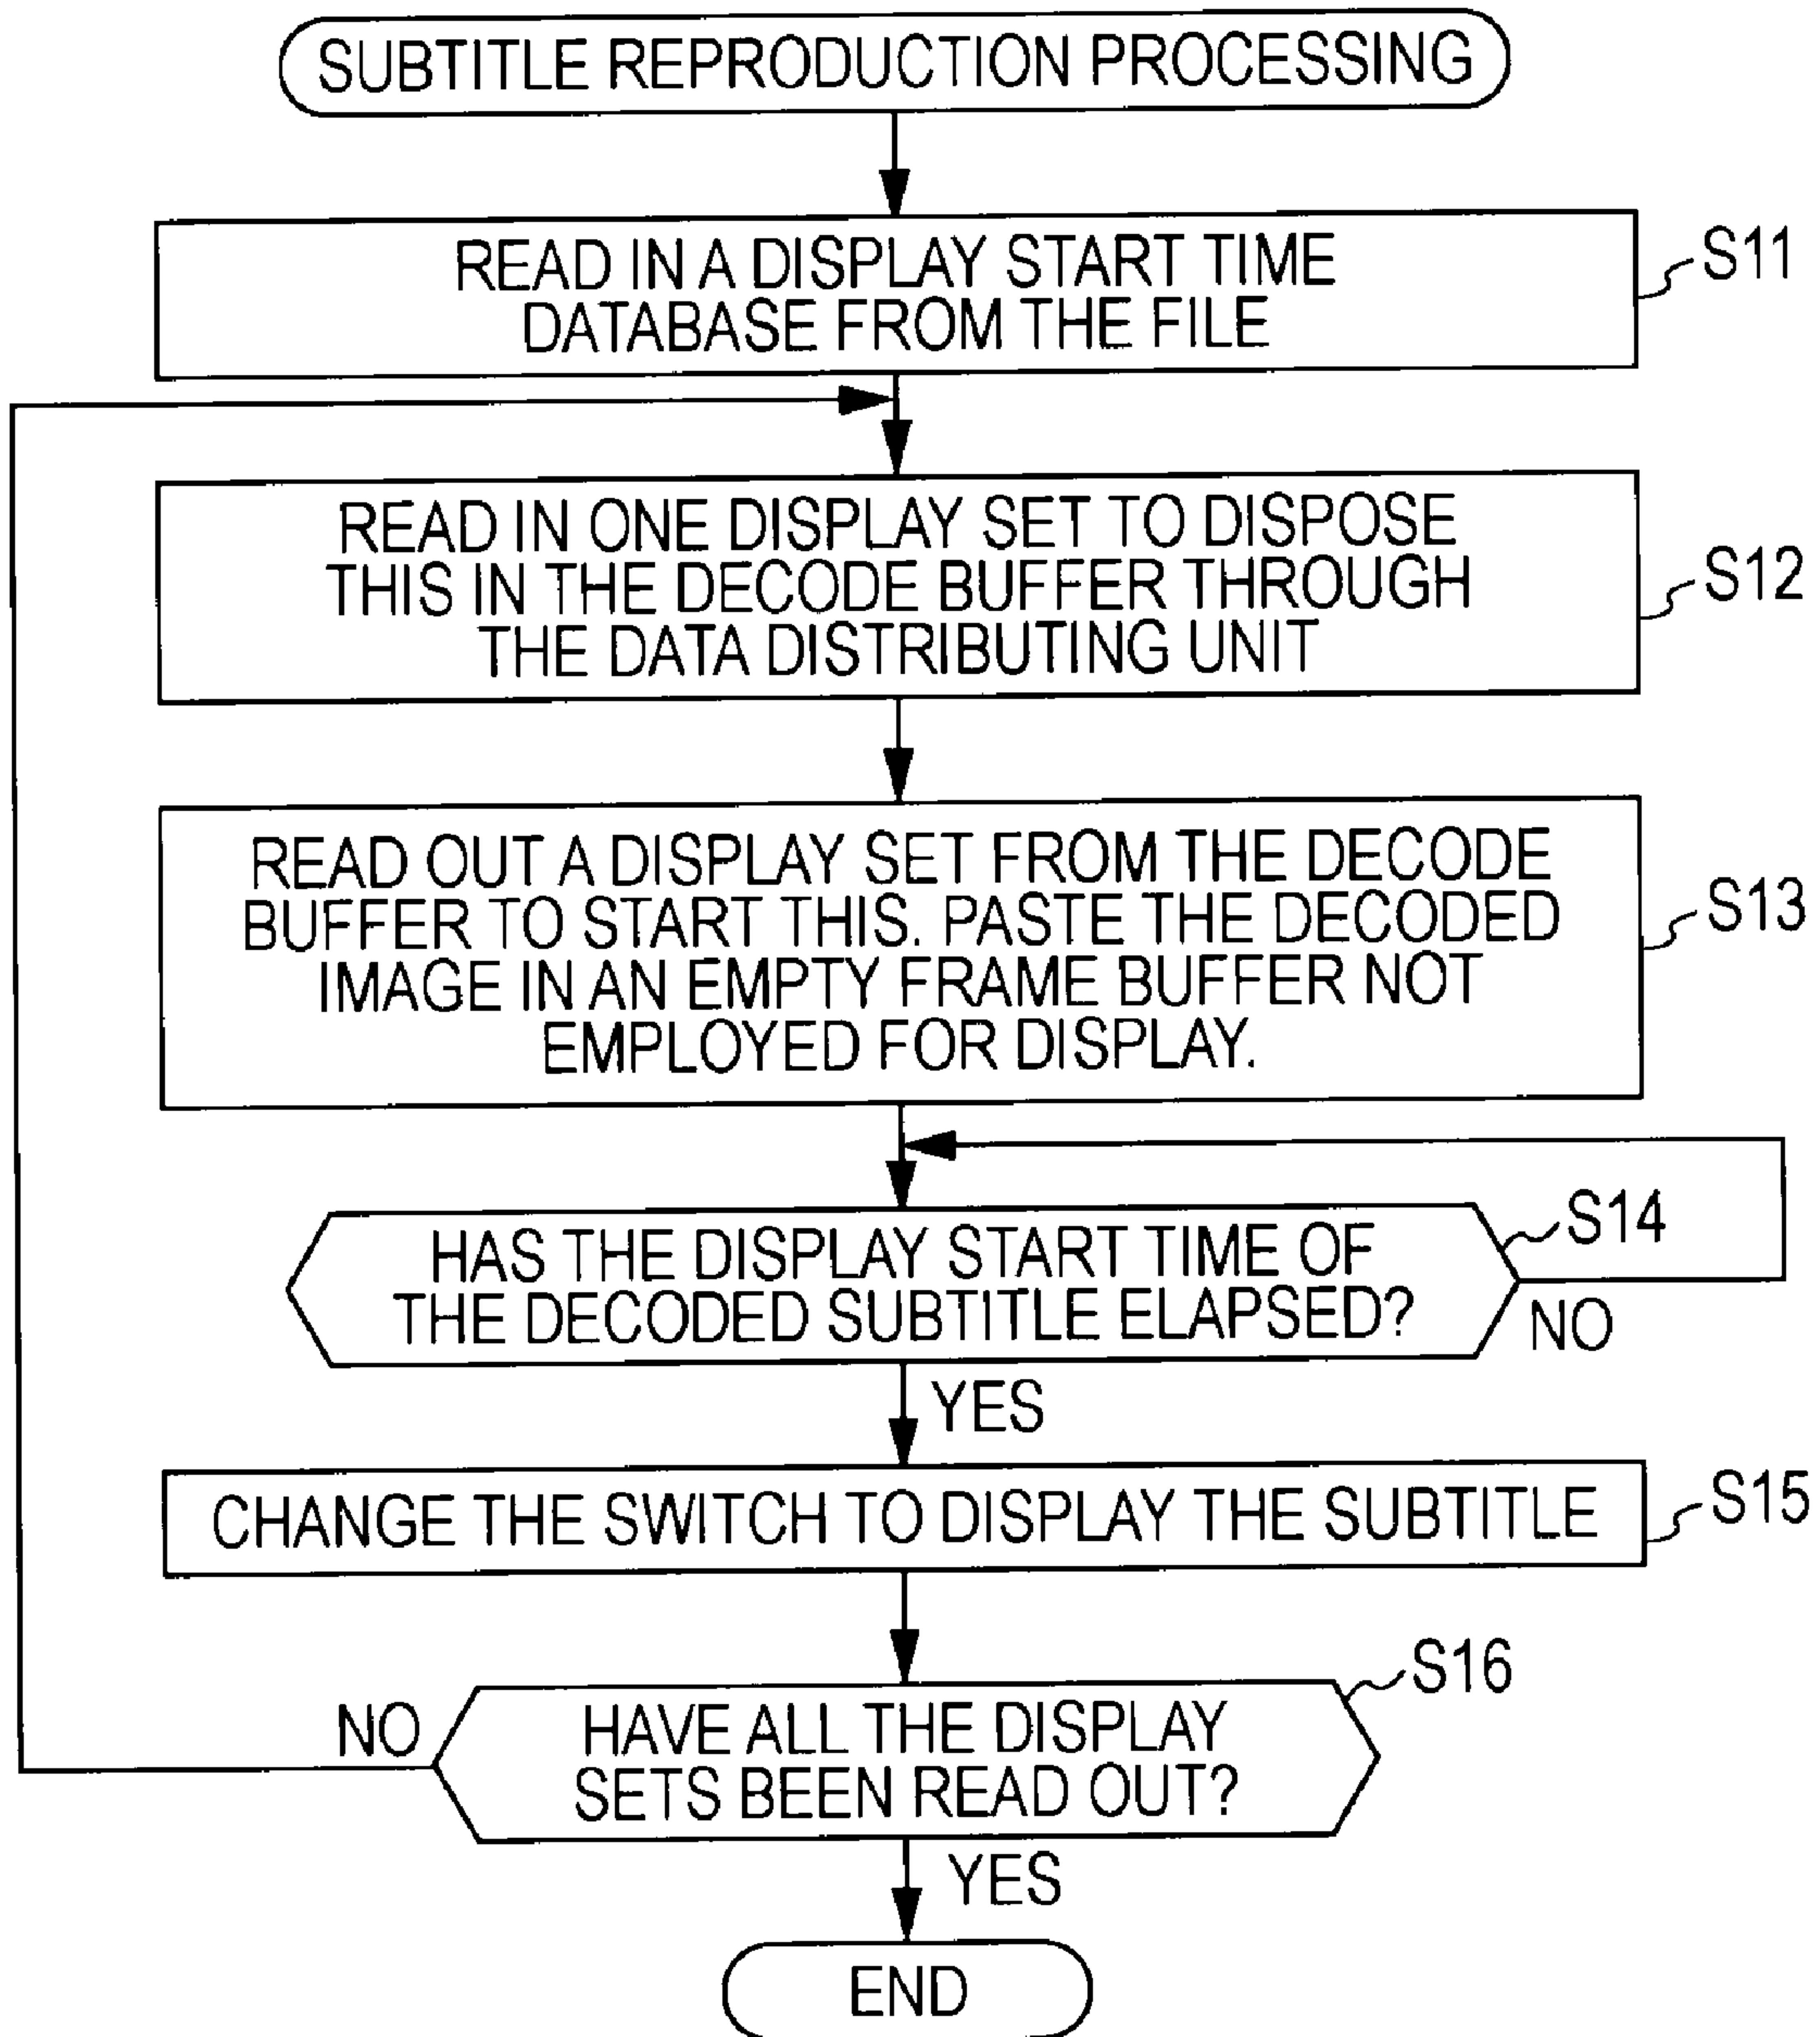 SUBTITLE REPRODUCTION PROCESSING
READ IN A DISPLAY START TIME
DATABASE FROM THE FILE
S11
READ IN ONE DISPLAY SET TO DISPOSE
THIS IN THE DECODE BUFFER THROUGH
THE DATA DISTRIBUTING UNIT
S12
READ OUT A DISPLAY SET FROM THE DECODE
BUFFER TO START THIS. PASTE THE DECODED
IMAGE IN AN EMPTY FRAME BUFFER NOT
EMPLOYED FOR DISPLAY.
S13
HAS THE DISPLAY START TIME OF
THE DECODED SUBTITLE ELAPSED?
S14
NO
YES
CHANGE THE SWITCH TO DISPLAY THE SUBTITLE
S15
HAVE ALL THE DISPLAY
SETS BEEN READ OUT?
S16
NO
YES
END